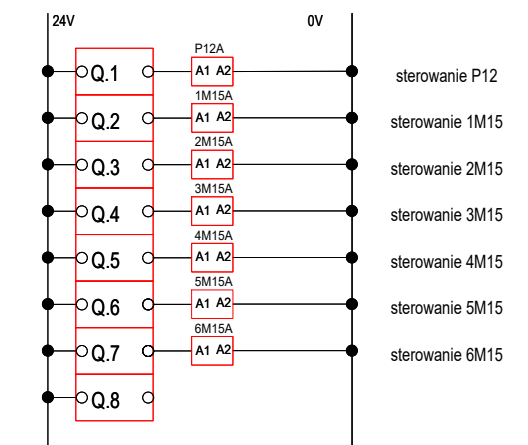 24V 0V
P12A
Q.1 A1 A2 sterowanie P12
1M15A
Q.2 A1 A2 sterowanie 1M15
2M15A
Q.3 A1 A2 sterowanie 2M15
3M15A
Q.4 A1 A2 sterowanie 3M15
4M15A
Q.5 A1 A2 sterowanie 4M15
5M15A
Q.6 A1 A2 sterowanie 5M15
6M15A
Q.7 A1 A2 sterowanie 6M15
Q.8